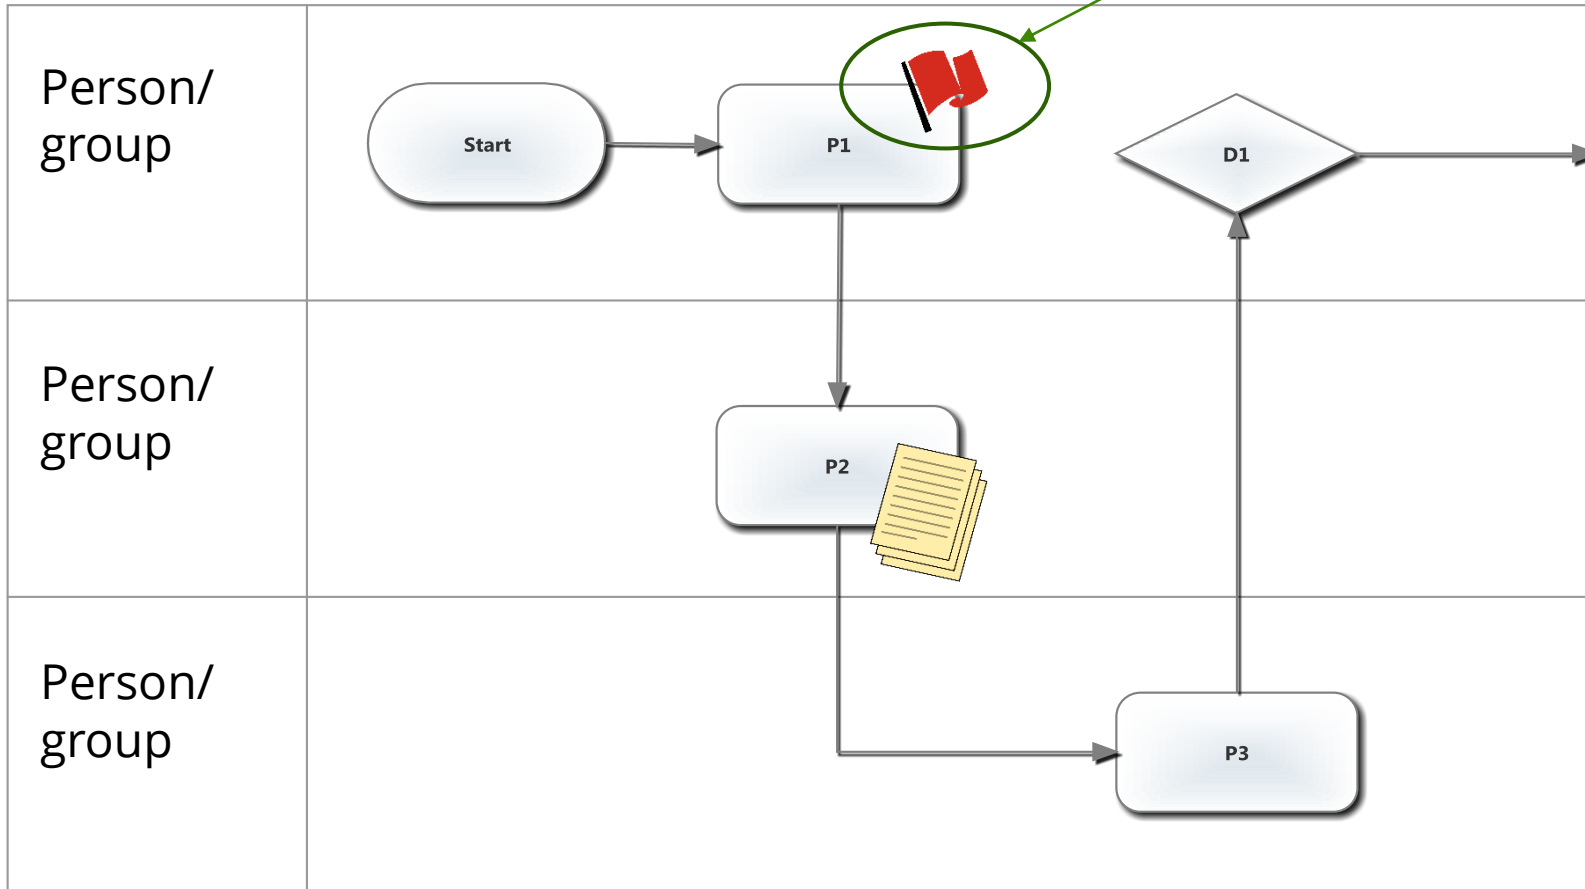 Person/
group
Start
P1
D1
Person/
group
P2
Person/
group
P3